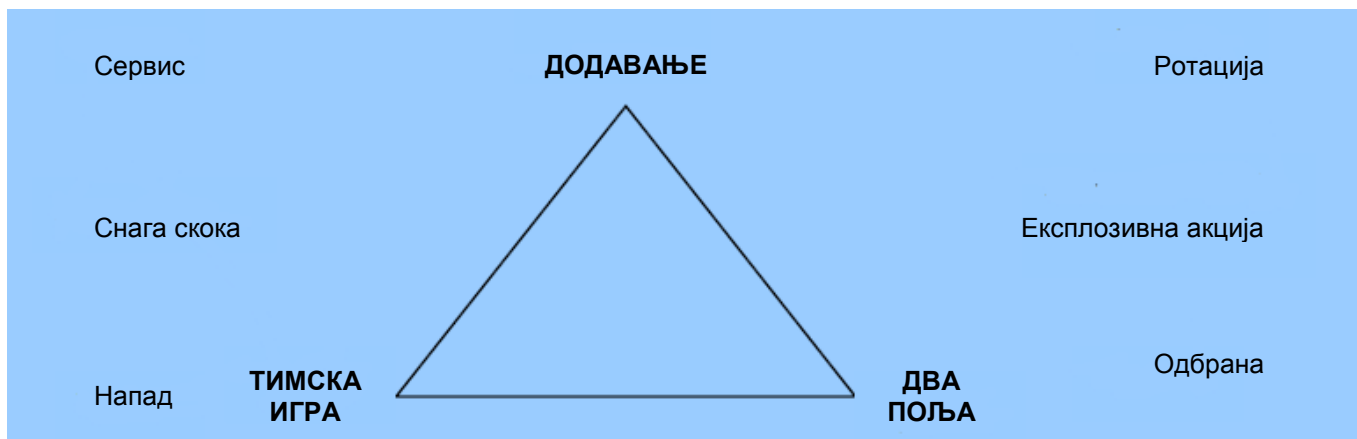 Сервис
ДОДАВАЊЕ
Ротација
Снага скока
Експлозивна акција
Напад
ТИМСКА
ИГРА
ДВА
ПОЉА
Одбрана